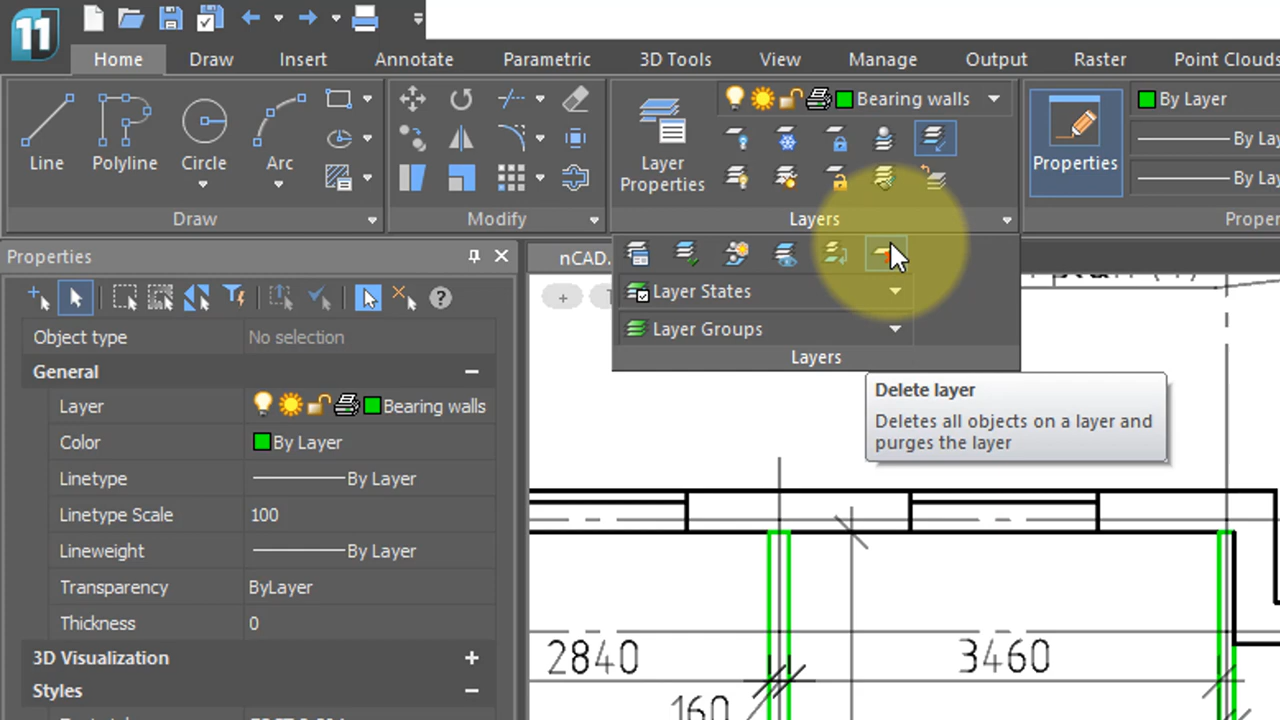 11
Home Draw Insert Annotate Parametric 3D Tools View Manage Output Raster Point Clouds
Bearing walls
By Layer
Line Polyline Circle Arc
Layer Properties
Properties
By Layer
By Layer
Draw Modify Layers Proper
Properties
nCAD.
Layer States
Layer Groups
Layers
Object type No selection
General
Layer Bearing walls
Color By Layer
Linetype By Layer
Linetype Scale 100
Lineweight By Layer
Transparency ByLayer
Thickness 0
3D Visualization
Styles
Delete layer
Deletes all objects on a layer and
purges the layer
2840
3460
160